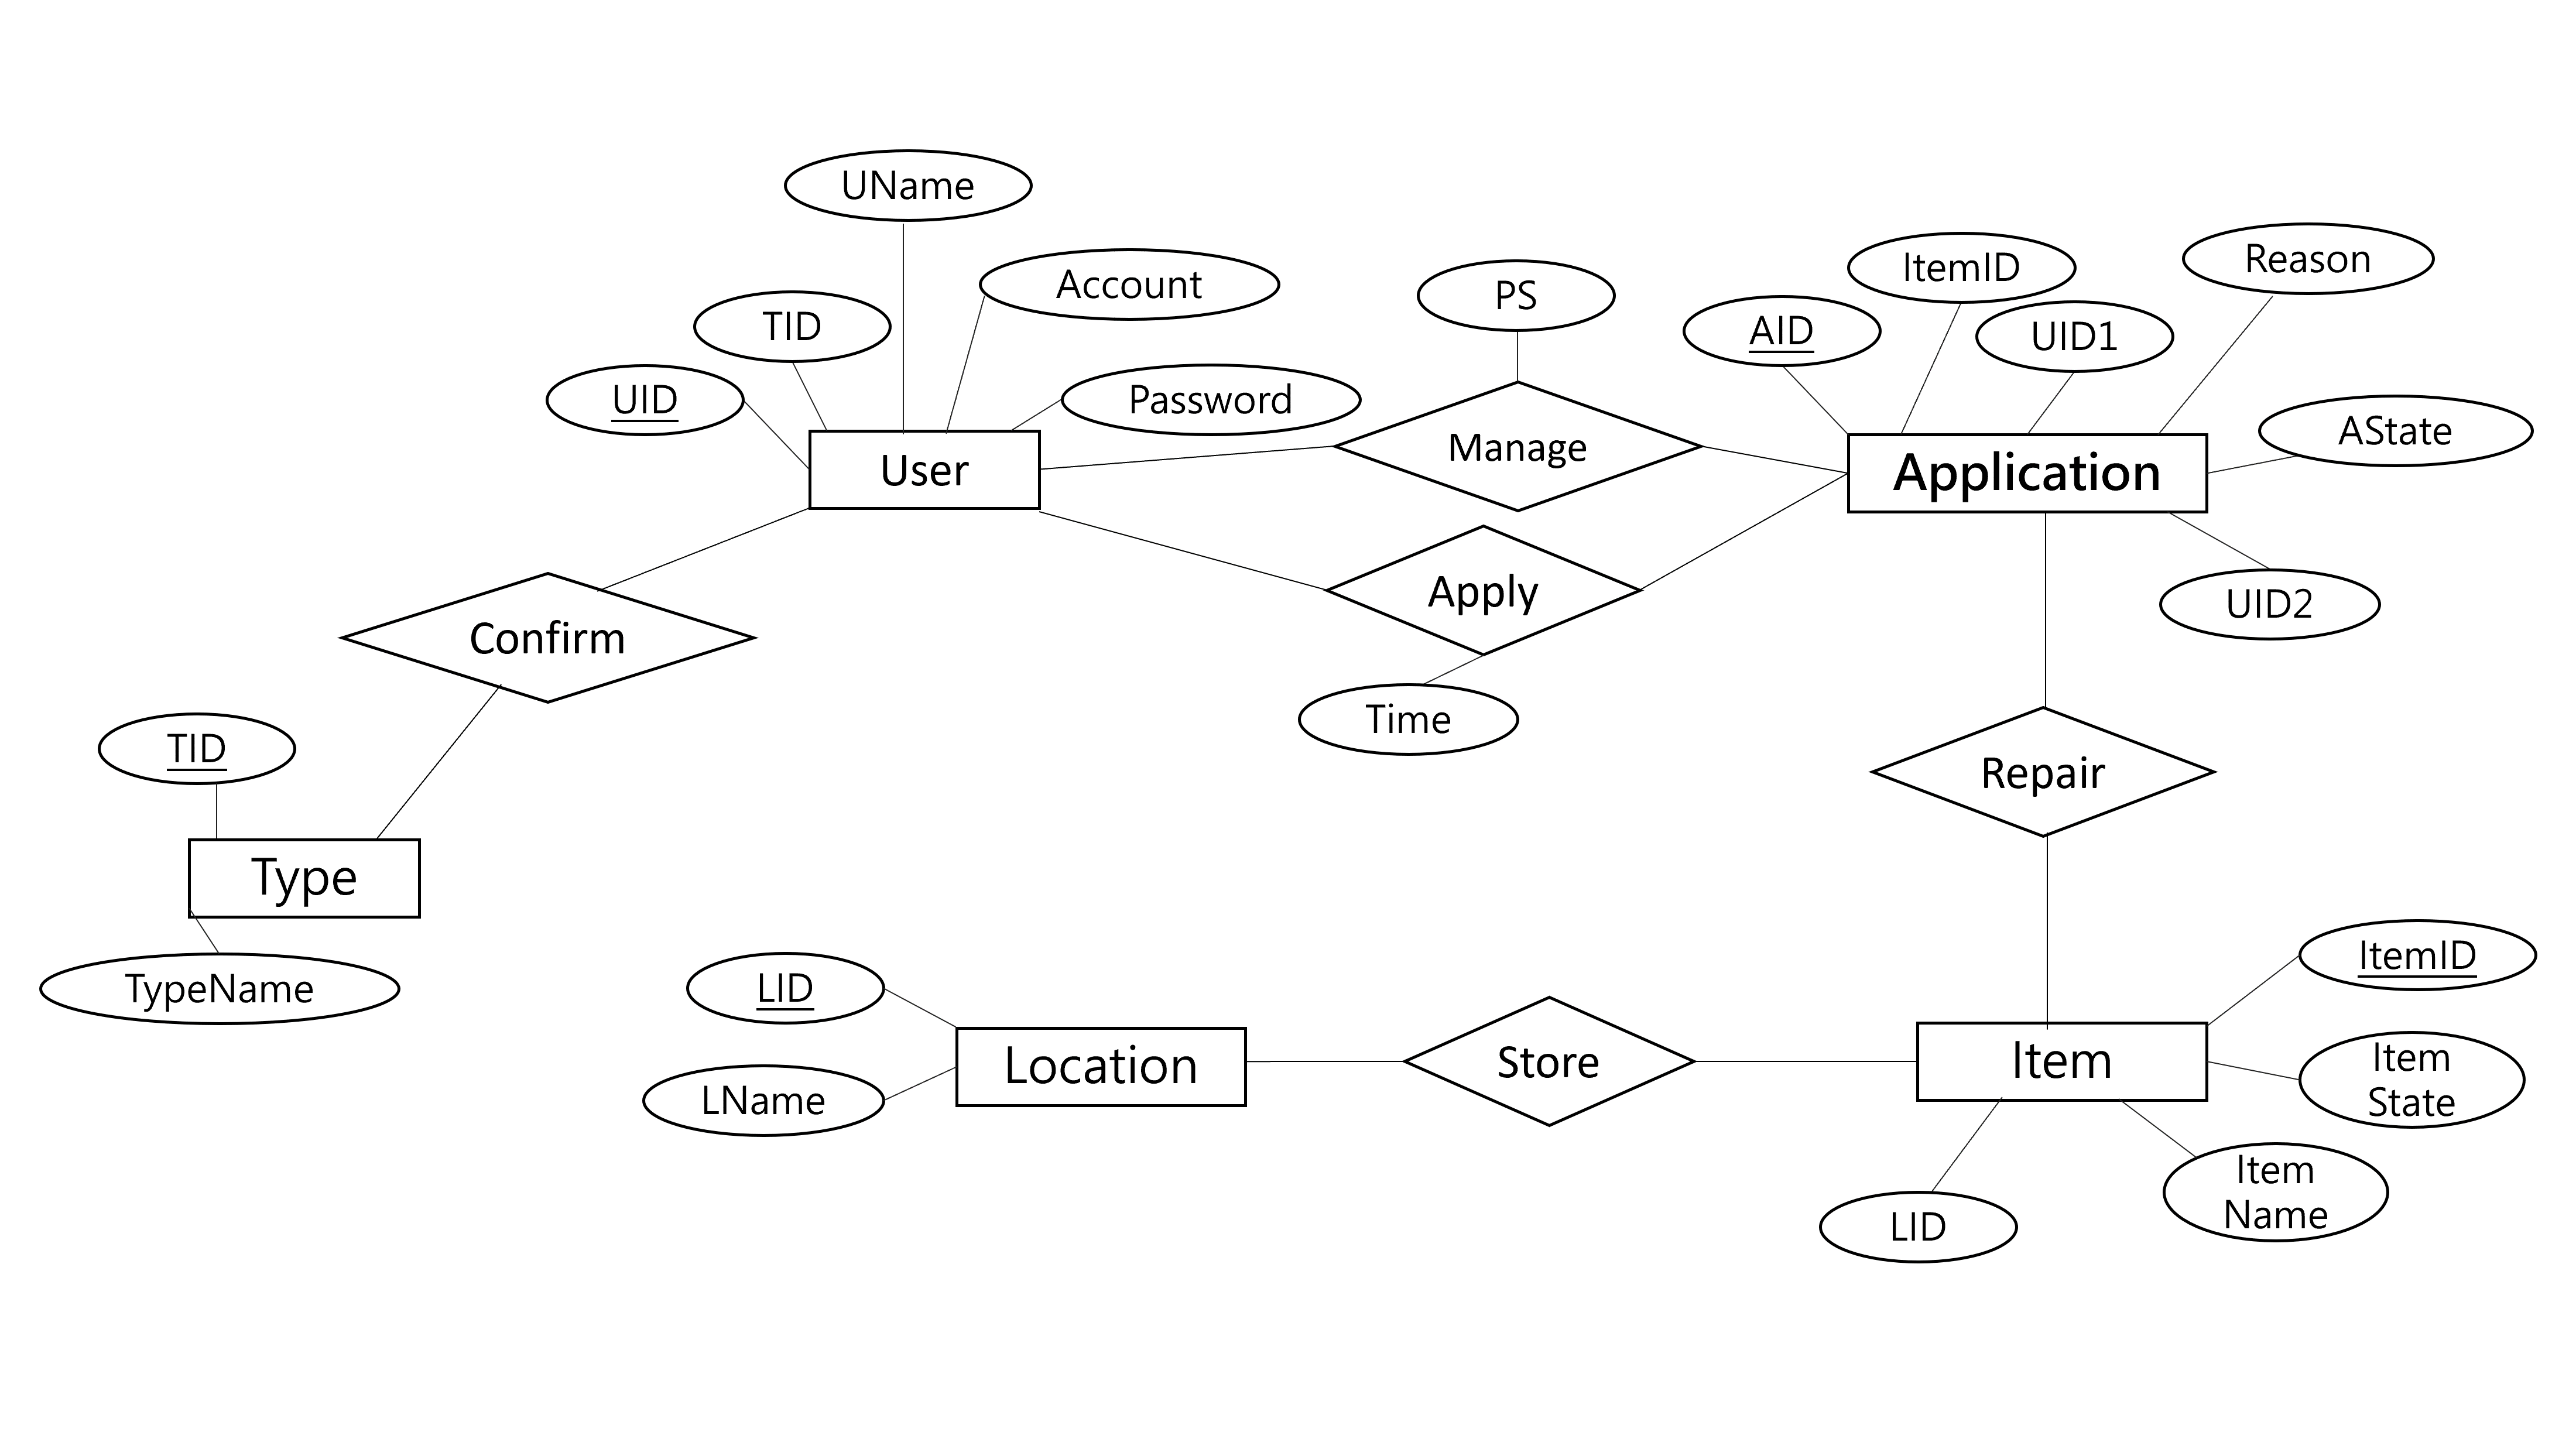 UName
Account
TID
UID
Password
User
PS
Manage
AID
ItemID
UID1
Reason
AState
Application
UID2
Apply
Time
Confirm
TID
Type
TypeName
Repair
LID
LName
Location
Store
Item
ItemID
Item
State
Item
Name
LID